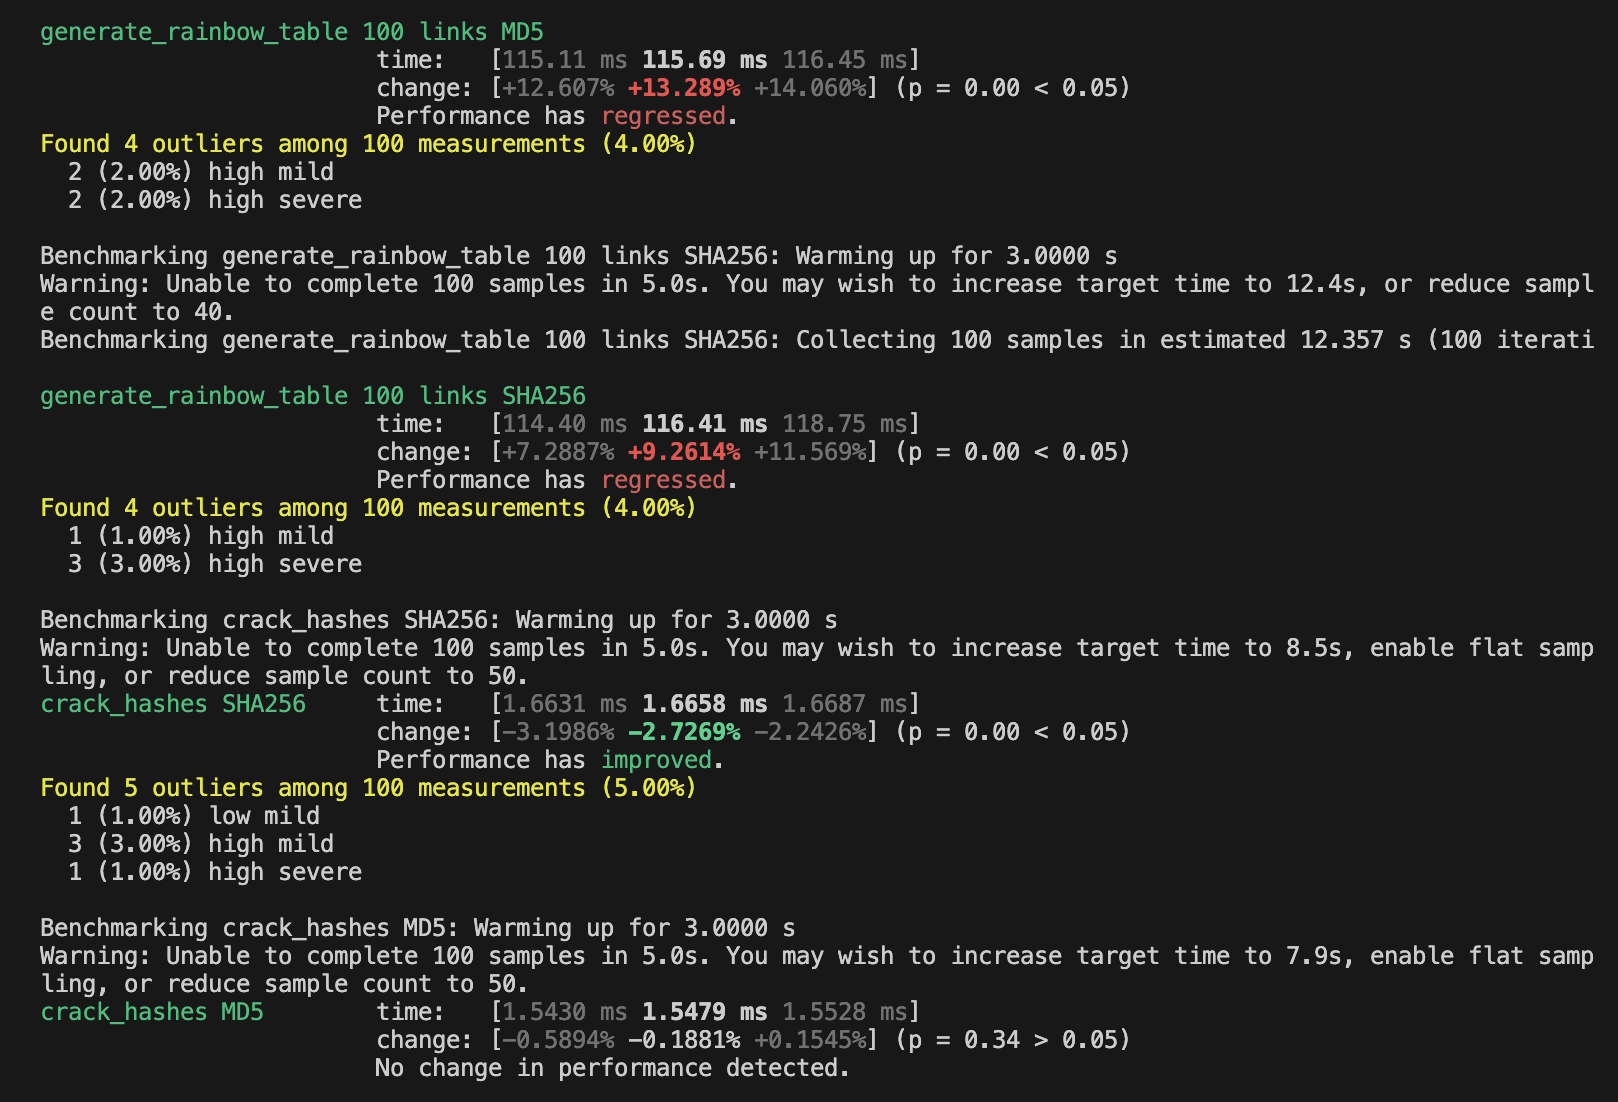 generate_rainbow_table 100 links MD5
time:   [115.11 ms 115.69 ms 116.45 ms]
change: [+12.607% +13.289% +14.060%] (p = 0.00 < 0.05)
Performance has regressed.
Found 4 outliers among 100 measurements (4.00%)
2 (2.00%) high mild
2 (2.00%) high severe
Benchmarking generate_rainbow_table 100 links SHA256: Warming up for 3.0000 s
Warning: Unable to complete 100 samples in 5.0s. You may wish to increase target time to 12.4s, or reduce sampl
e count to 40.
Benchmarking generate_rainbow_table 100 links SHA256: Collecting 100 samples in estimated 12.357 s (100 iterati
generate_rainbow_table 100 links SHA256
time:   [114.40 ms 116.41 ms 118.75 ms]
change: [+7.2887% +9.2614% +11.569%] (p = 0.00 < 0.05)
Performance has regressed.
Found 4 outliers among 100 measurements (4.00%)
1 (1.00%) high mild
3 (3.00%) high severe
Benchmarking crack_hashes SHA256: Warming up for 3.0000 s
Warning: Unable to complete 100 samples in 5.0s. You may wish to increase target time to 8.5s, enable flat samp
ling, or reduce sample count to 50.
crack_hashes SHA256     time:   [1.6631 ms 1.6658 ms 1.6687 ms]
change: [−3.1986% −2.7269% −2.2426%] (p = 0.00 < 0.05)
Performance has improved.
Found 5 outliers among 100 measurements (5.00%)
1 (1.00%) low mild
3 (3.00%) high mild
1 (1.00%) high severe
Benchmarking crack_hashes MD5: Warming up for 3.0000 s
Warning: Unable to complete 100 samples in 5.0s. You may wish to increase target time to 7.9s, enable flat samp
ling, or reduce sample count to 50.
crack_hashes MD5        time:   [1.5430 ms 1.5479 ms 1.5528 ms]
change: [−0.5894% −0.1881% +0.1545%] (p = 0.34 > 0.05)
No change in performance detected.